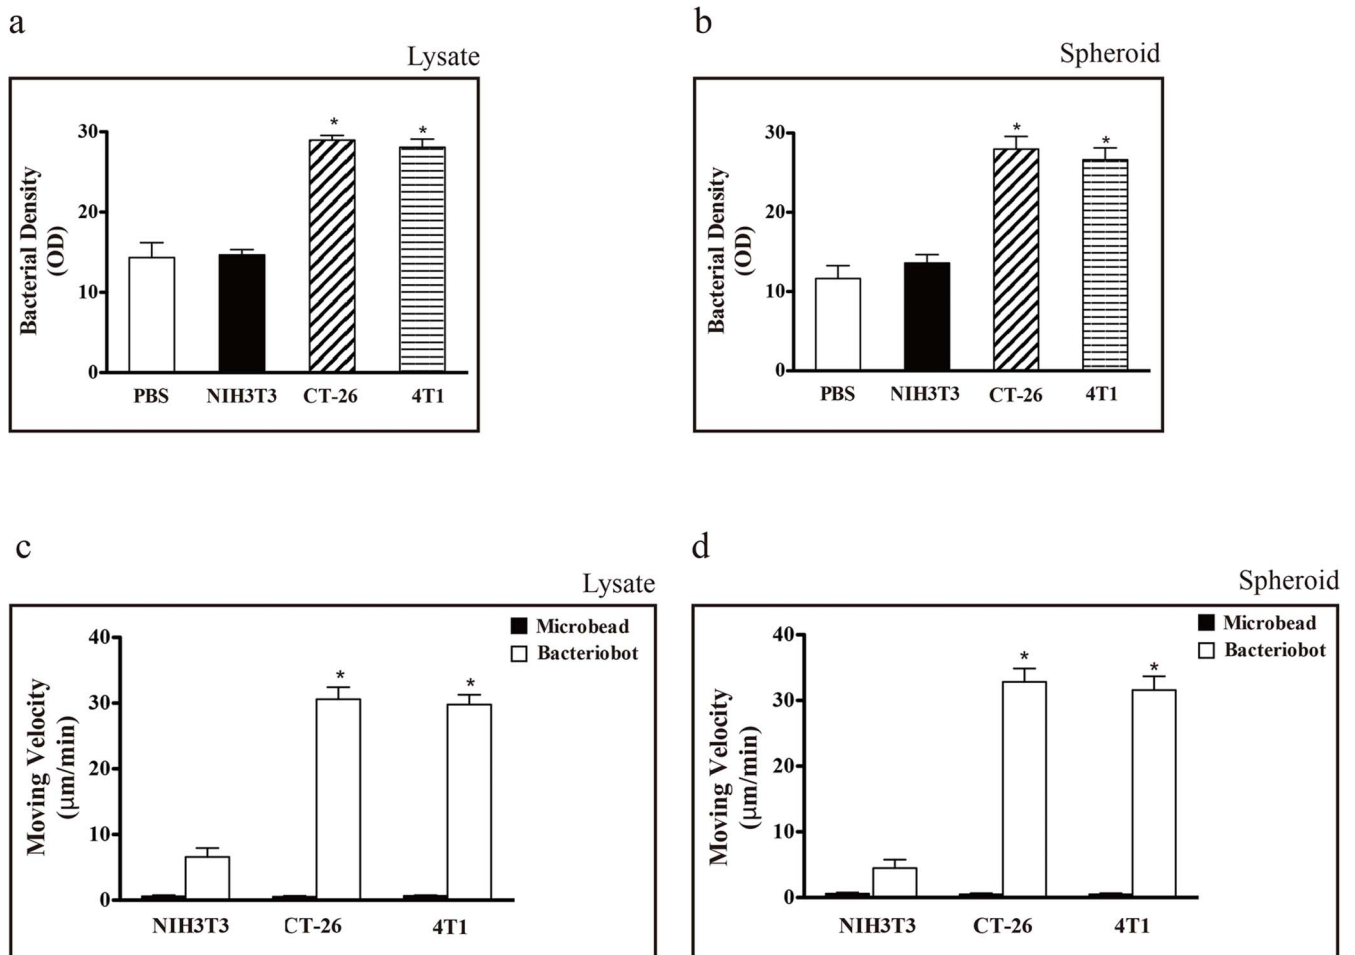 a
Lysate
Bacterial Density
(OD)
30
20
10
0
*
*
PBS
NIH3T3
CT-26
4T1
b
Spheroid
Bacterial Density
(OD)
30
20
10
0
*
*
PBS
NIH3T3
CT-26
4T1
c
Lysate
Microbead
Bacteriobot
Moving Velocity
(μm/min)
40
30
20
10
0
*
*
NIH3T3
CT-26
4T1
d
Spheroid
Microbead
Bacteriobot
Moving Velocity
(μm/min)
40
30
20
10
0
*
*
NIH3T3
CT-26
4T1